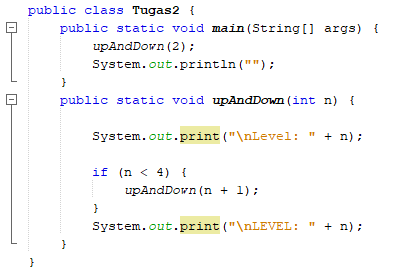 public class Tugas2 {
public static void main(String[] args) {
upAndDown(2);
System.out.println("");
}
public static void upAndDown(int n) {
System.out.print("\nLevel: " + n);
if (n < 4) {
upAndDown(n + 1);
}
System.out.print("\nLEVEL: " + n);
}
}